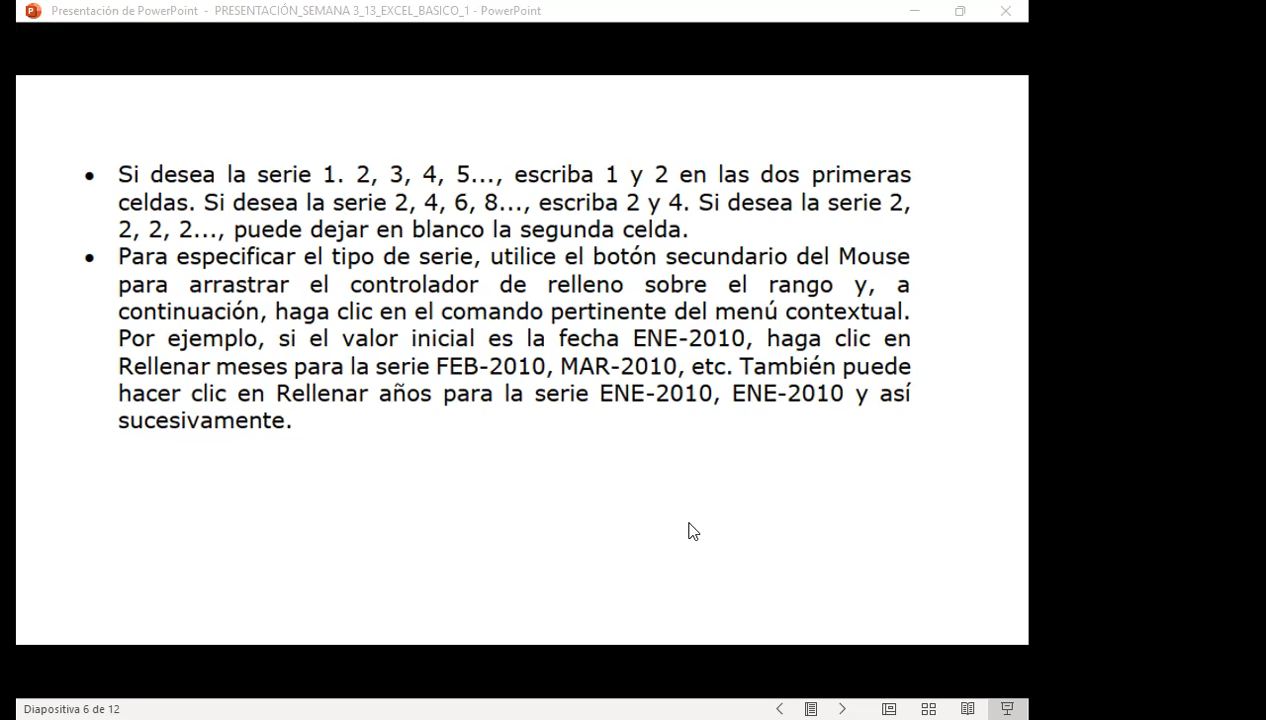 Presentación de PowerPoint - PRESENTACIÓN_SEMANA 3_13_EXCEL_BASICO_1 - PowerPoint
• Si desea la serie 1. 2, 3, 4, 5..., escriba 1 y 2 en las dos primeras
celdas. Si desea la serie 2, 4, 6, 8..., escriba 2 y 4. Si desea la serie 2,
2, 2, 2..., puede dejar en blanco la segunda celda.
• Para especificar el tipo de serie, utilice el botón secundario del Mouse
para arrastrar el controlador de relleno sobre el rango y, a
continuación, haga clic en el comando pertinente del menú contextual.
Por ejemplo, si el valor inicial es la fecha ENE-2010, haga clic en
Rellenar meses para la serie FEB-2010, MAR-2010, etc. También puede
hacer clic en Rellenar años para la serie ENE-2010, ENE-2010 y así
sucesivamente.
Diapositiva 6 de 12